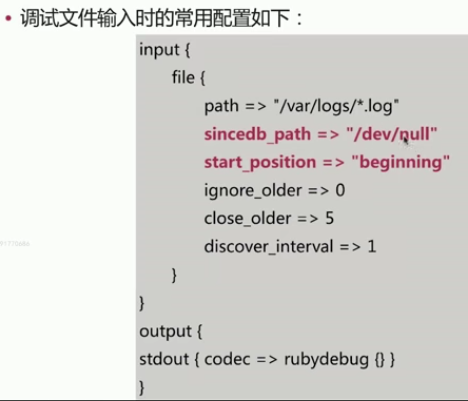 • 调试文件输入时的常用配置如下：
input {
file {
path => "/var/logs/*.log"
sincedb_path => "/dev/null"
start_position => "beginning"
ignore_older => 0
close_older => 5
discover_interval => 1
}
}
output {
stdout { codec => rubydebug {} }
}